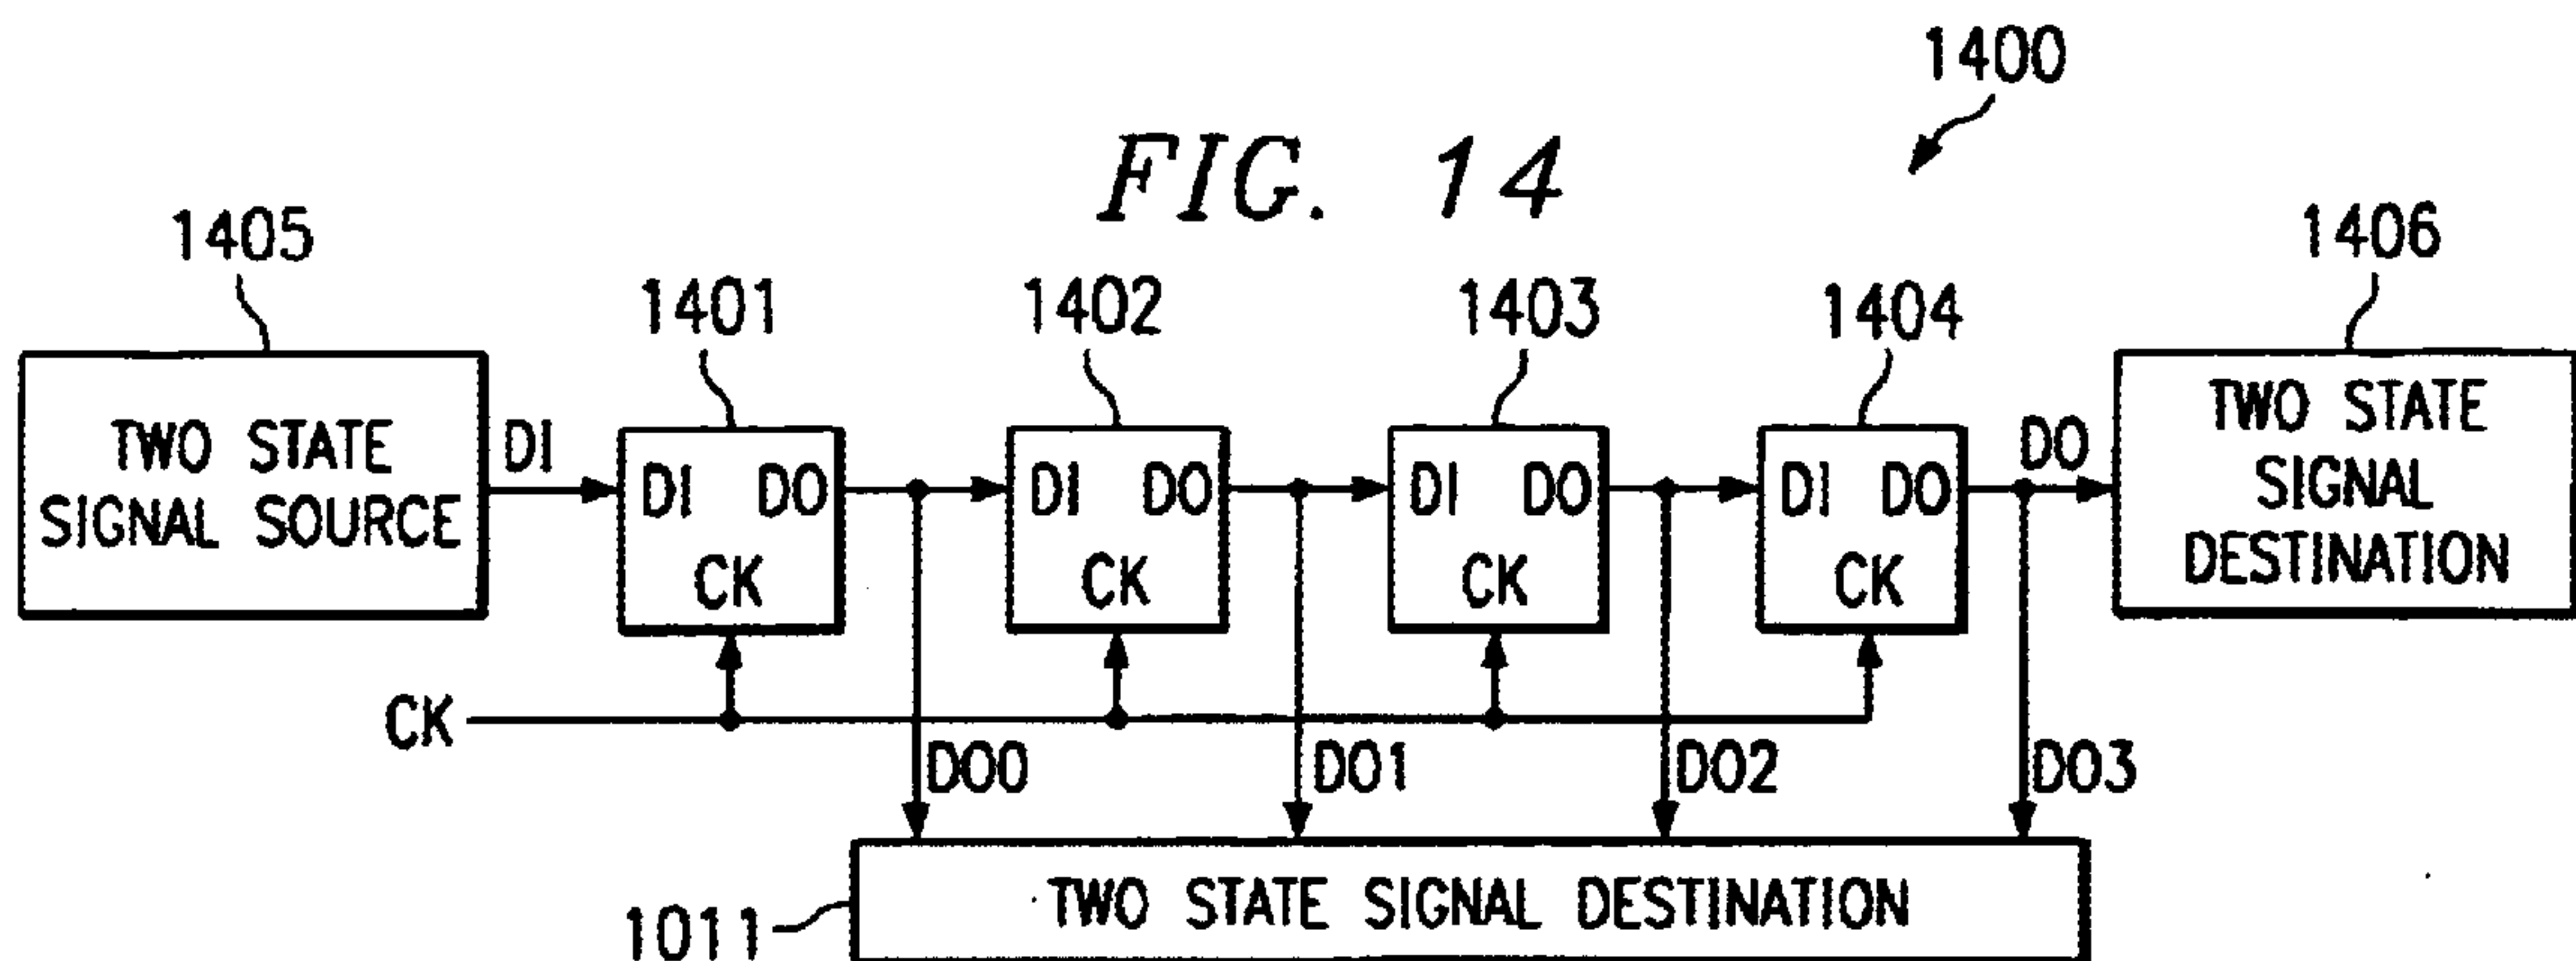 1400
FIG. 14
1405
1401
1402
1403
1404
1406
TWO STATE
SIGNAL SOURCE
DI
DI DO
CK
DI DO
CK
DI DO
CK
DI DO
CK
DO
TWO STATE
SIGNAL
DESTINATION
CK
DO0
DO1
DO2
DO3
1011
TWO STATE SIGNAL DESTINATION